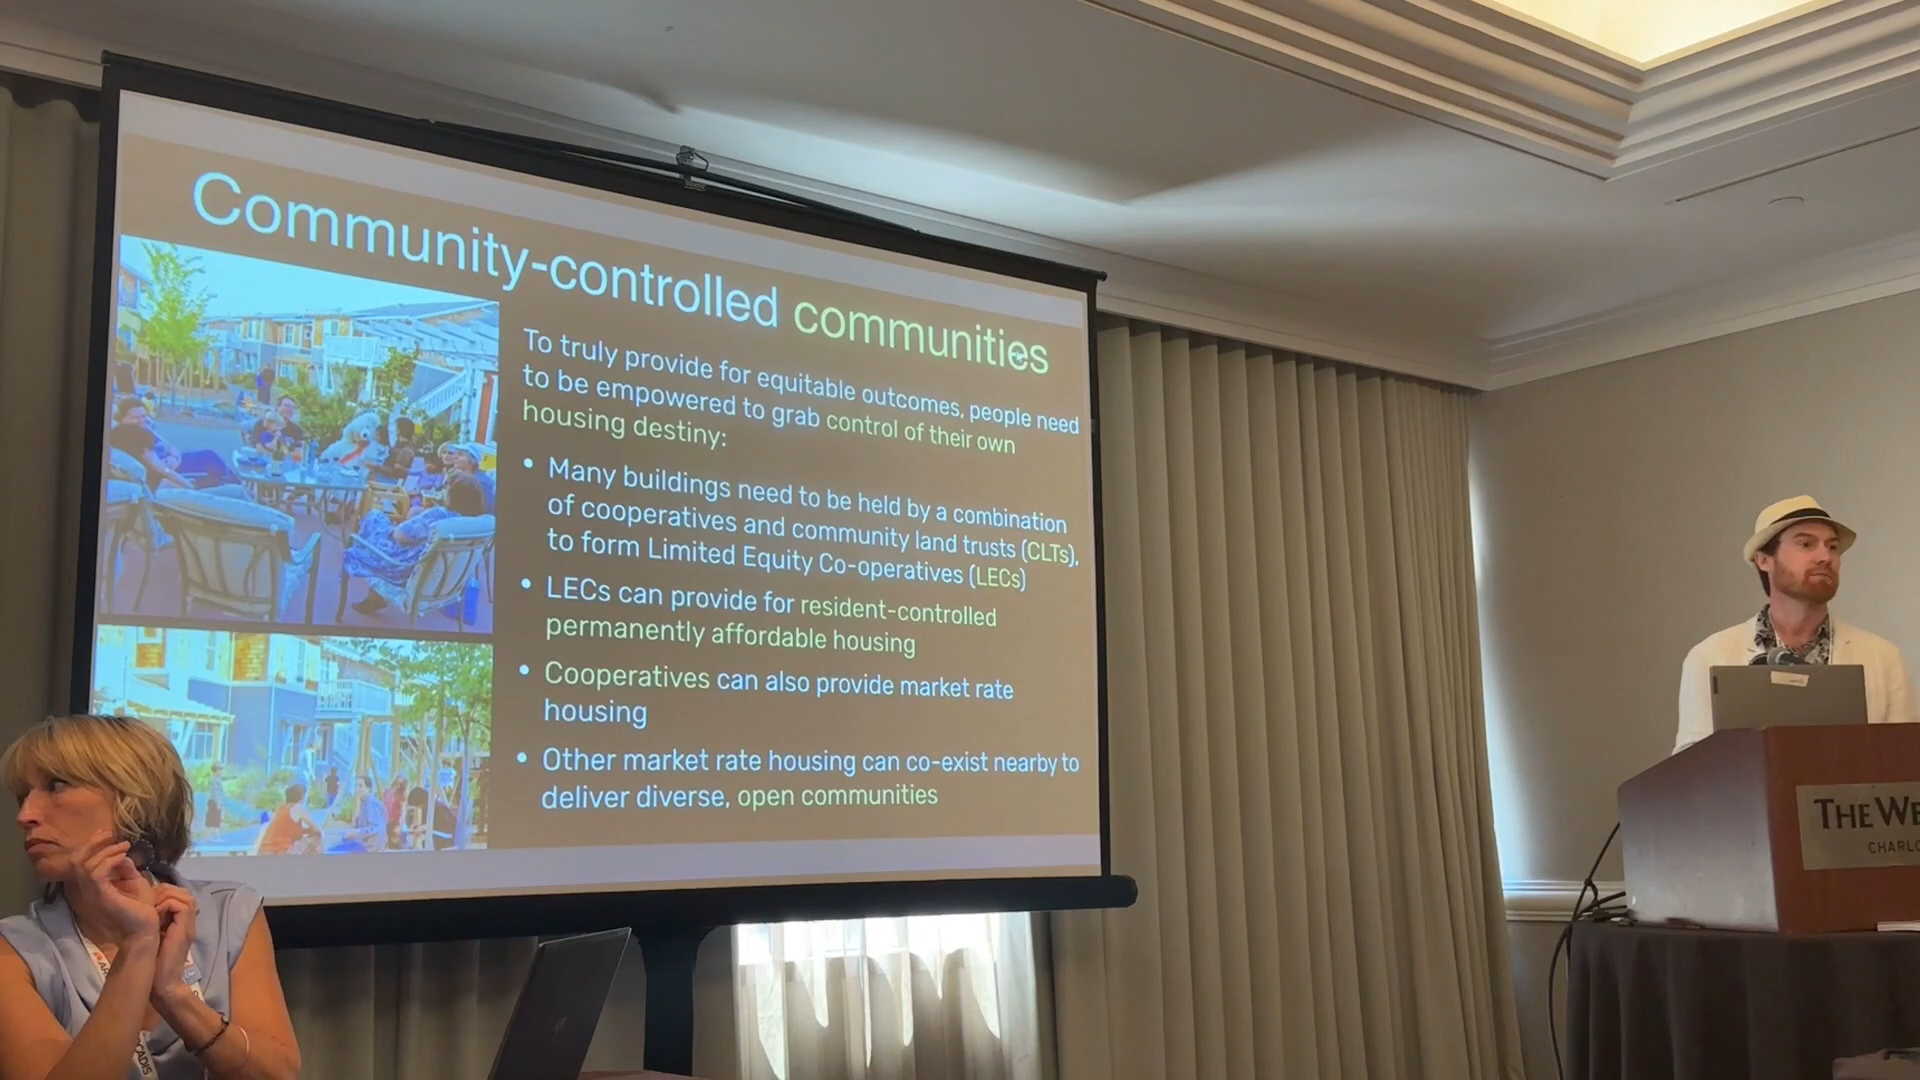 Community-controlled communities
To truly provide for equitable outcomes, people need
to be empowered to grab control of their own
housing destiny:
• Many buildings need to be held by a combination
of cooperatives and community land trusts (CLTs),
to form Limited Equity Co-operatives (LECs)
• LECs can provide for resident-controlled
permanently affordable housing
• Cooperatives can also provide market rate
housing
• Other market rate housing can co-exist nearby to
deliver diverse, open communities
THE WE
CHARLO